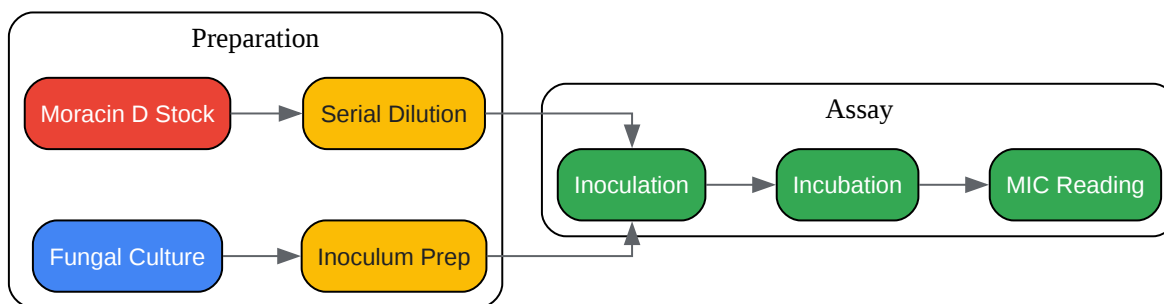 Preparation
Moracin D Stock
Serial Dilution
Fungal Culture
Inoculum Prep
Assay
Inoculation
Incubation
MIC Reading